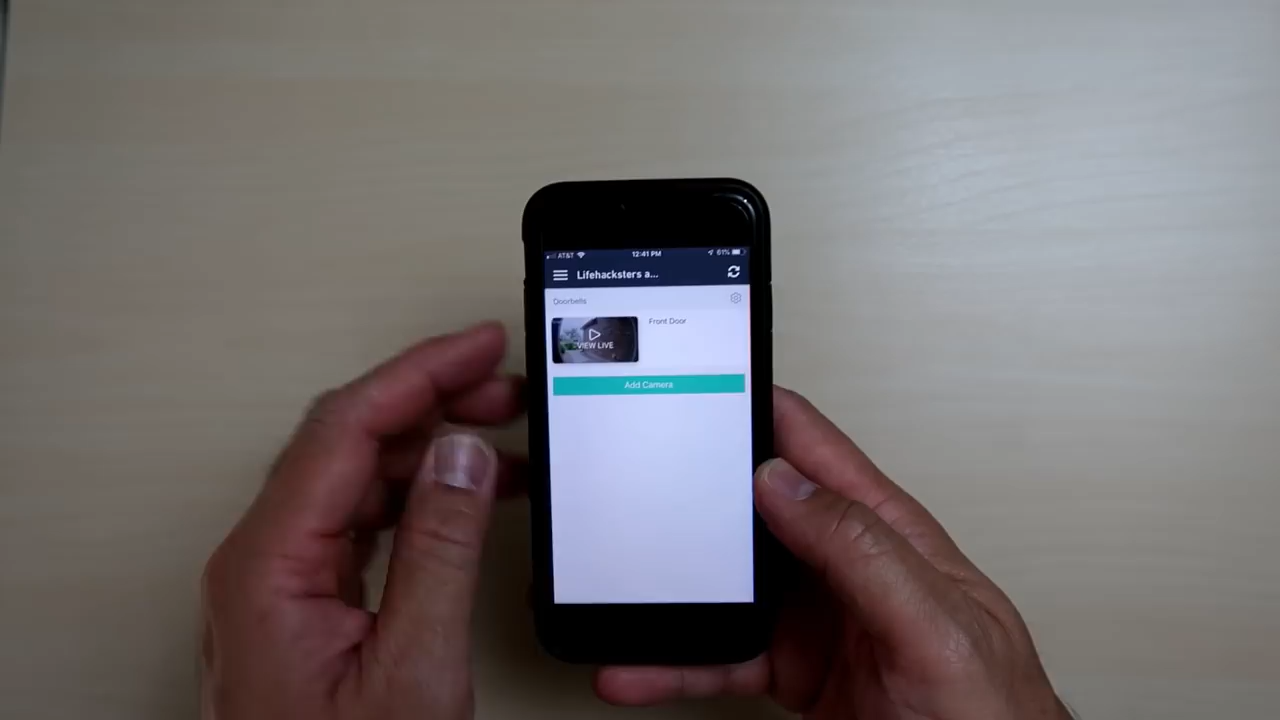 AT&T 12:41 PM 61%
Lifehacksters a...
Doorbells
Front Door
VIEW LIVE
Add Camera